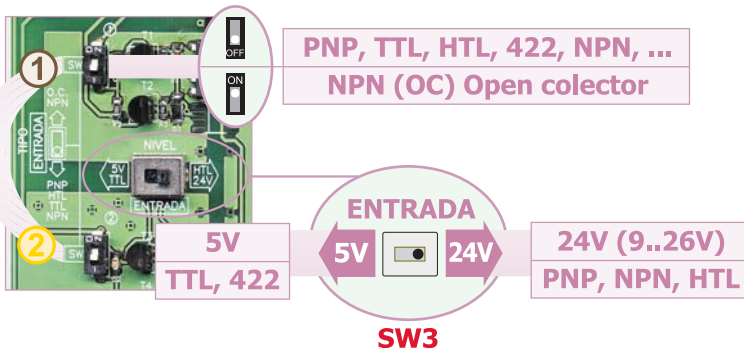 OFF
ON
PNP, TTL, HTL, 422, NPN, ...
NPN (OC) Open colector
1
SW
T1
T2
O.C.
NPN
TIPO
ENTRADA
PNP
HTL
TTL
NPN
NIVEL
5V
TTL
HTL
24V
ENTRADA
2
SW
T4
ENTRADA
5V
24V
5V
TTL, 422
24V (9..26V)
PNP, NPN, HTL
SW3